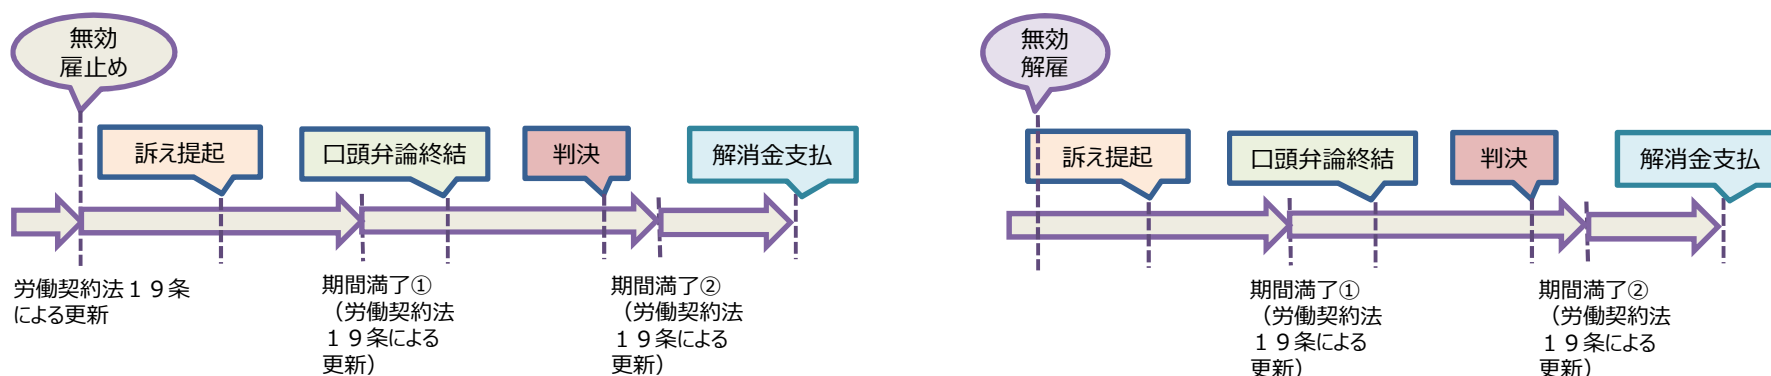 無効
雇止め
訴え提起
口頭弁論終結
判決
解消金支払
労働契約法１９条
による更新
期間満了①
（労働契約法
１９条による
更新）
期間満了②
（労働契約法
１９条による
更新）
無効
解雇
訴え提起
口頭弁論終結
判決
解消金支払
期間満了①
（労働契約法
１９条による
更新）
期間満了②
（労働契約法
１９条による
更新）